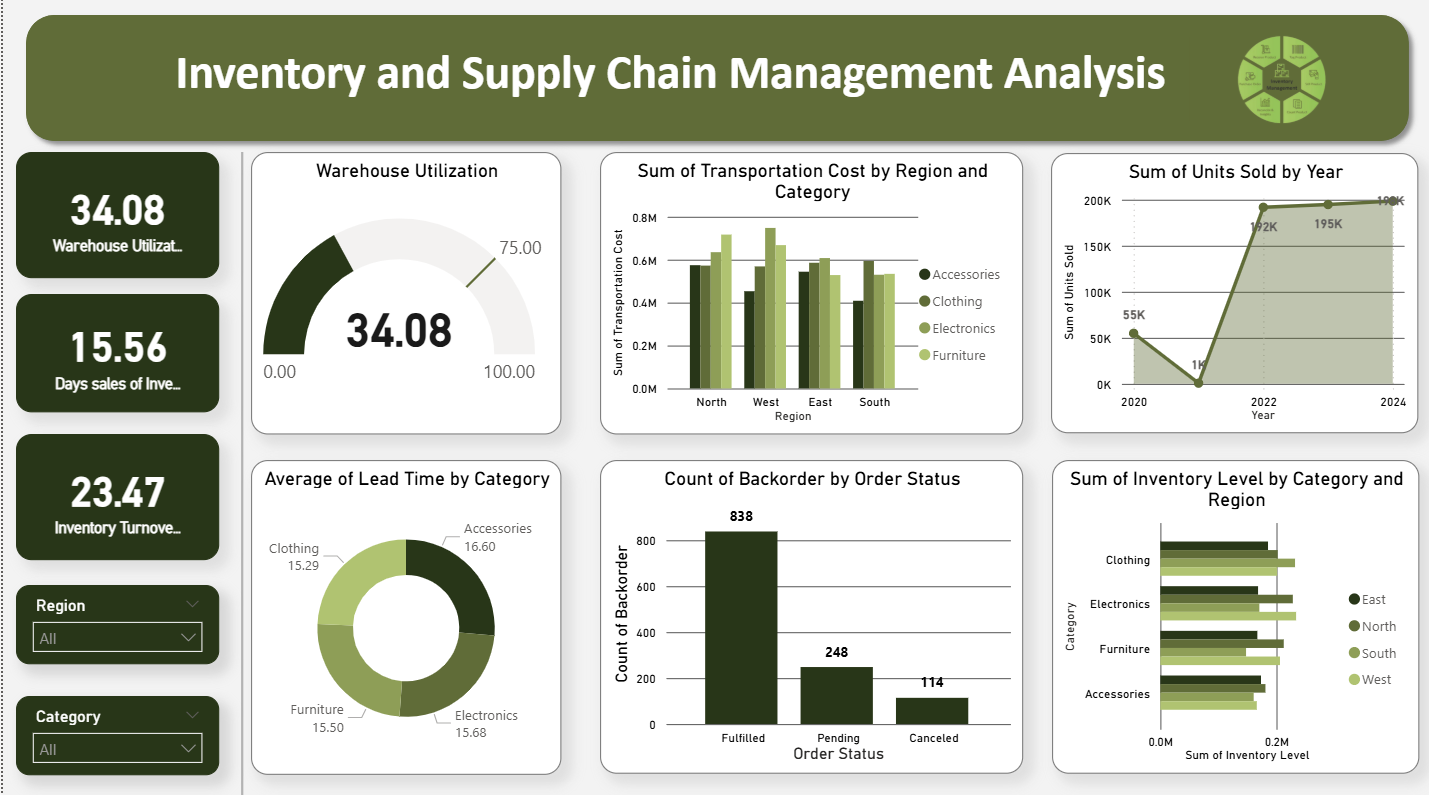 Inventory and Supply Chain Management Analysis
Inventory
Management
34.08
Warehouse Utilizat...
15.56
Days sales of Inve...
23.47
Inventory Turnove...
Region
All
Category
All
Warehouse Utilization
75.00
34.08
0.00
100.00
Sum of Transportation Cost by Region and
Category
Sum of Transportation Cost
0.8M
0.6M
0.4M
0.2M
0.0M
North
West
East
South
Region
Accessories
Clothing
Electronics
Furniture
Sum of Units Sold by Year
Sum of Units Sold
200K
150K
100K
50K
0K
55K
1K
192K
195K
2020
2022
2024
Year
Average of Lead Time by Category
Accessories
16.60
Clothing
15.29
Furniture
15.50
Electronics
15.68
Count of Backorder by Order Status
Count of Backorder
800
600
400
200
0
838
248
114
Fulfilled
Pending
Canceled
Order Status
Sum of Inventory Level by Category and
Region
Category
Clothing
Electronics
Furniture
Accessories
0.0M
0.2M
Sum of Inventory Level
East
North
South
West